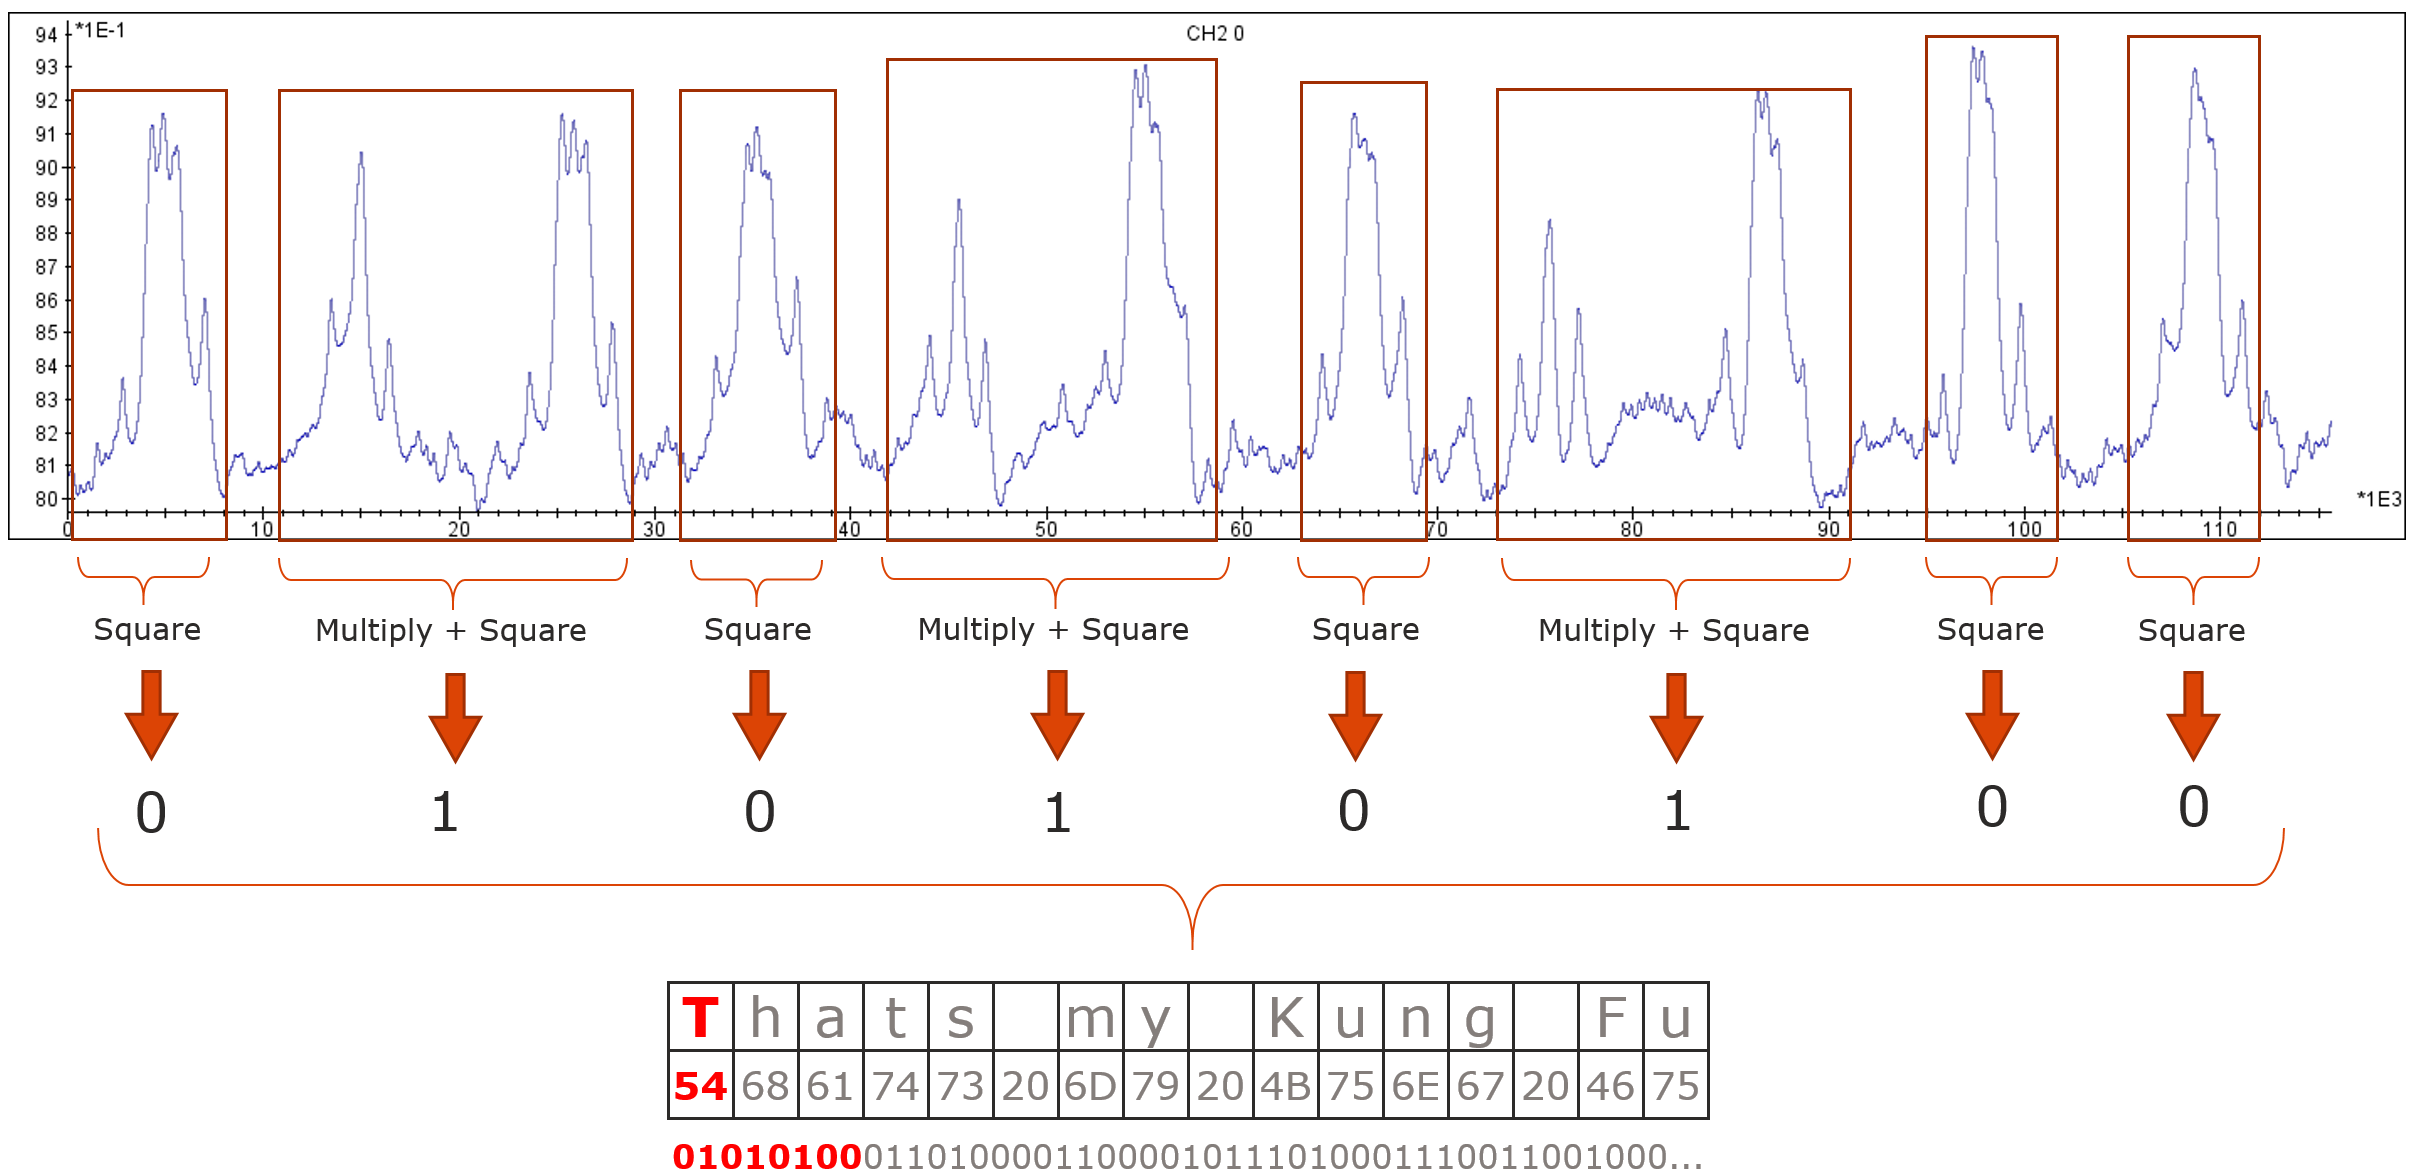 94 *1E-1 CH2 0
93
92
91
90
89
88
87
86
85
84
83
82
81
80 *1E3
0 10 20 30 40 50 60 70 80 90 100 110
Square Multiply + Square Square Multiply + Square Square Multiply + Square Square Square
0 1 0 1 0 1 0 0
T h a t s m y K u n g F u
54 68 61 74 73 20 6D 79 20 4B 75 6E 67 20 46 75
0101010001101000011000010111010001110011001000...